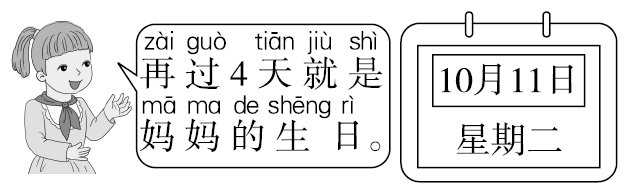 zài guò tiān jiù shì
再过4天就是
mā ma de shēng rì
妈妈的生日。
10月11日
星期二